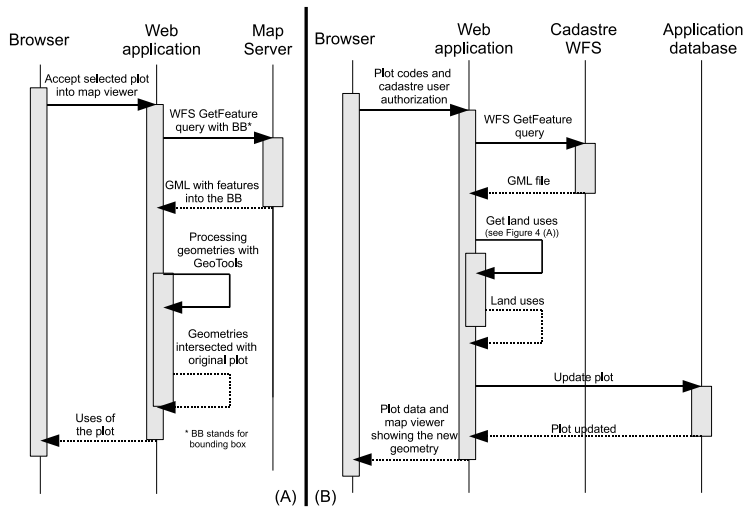 Browser
Web
application
Map
Server
Accept selected plot
into map viewer
WFS GetFeature
query with BB*
GML with features
into the BB
Processing
geometries with
GeoTools
Geometries
intersected with
original plot
Uses of
the plot
* BB stands for
bounding box
(A)
(B)
Browser
Web
application
Cadastre
WFS
Application
database
Plot codes and
cadastre user
authorization
WFS GetFeature
query
GML file
Get land uses
(see Figure 4 (A))
Land uses
Update plot
Plot data and
map viewer
showing the new
geometry
Plot updated